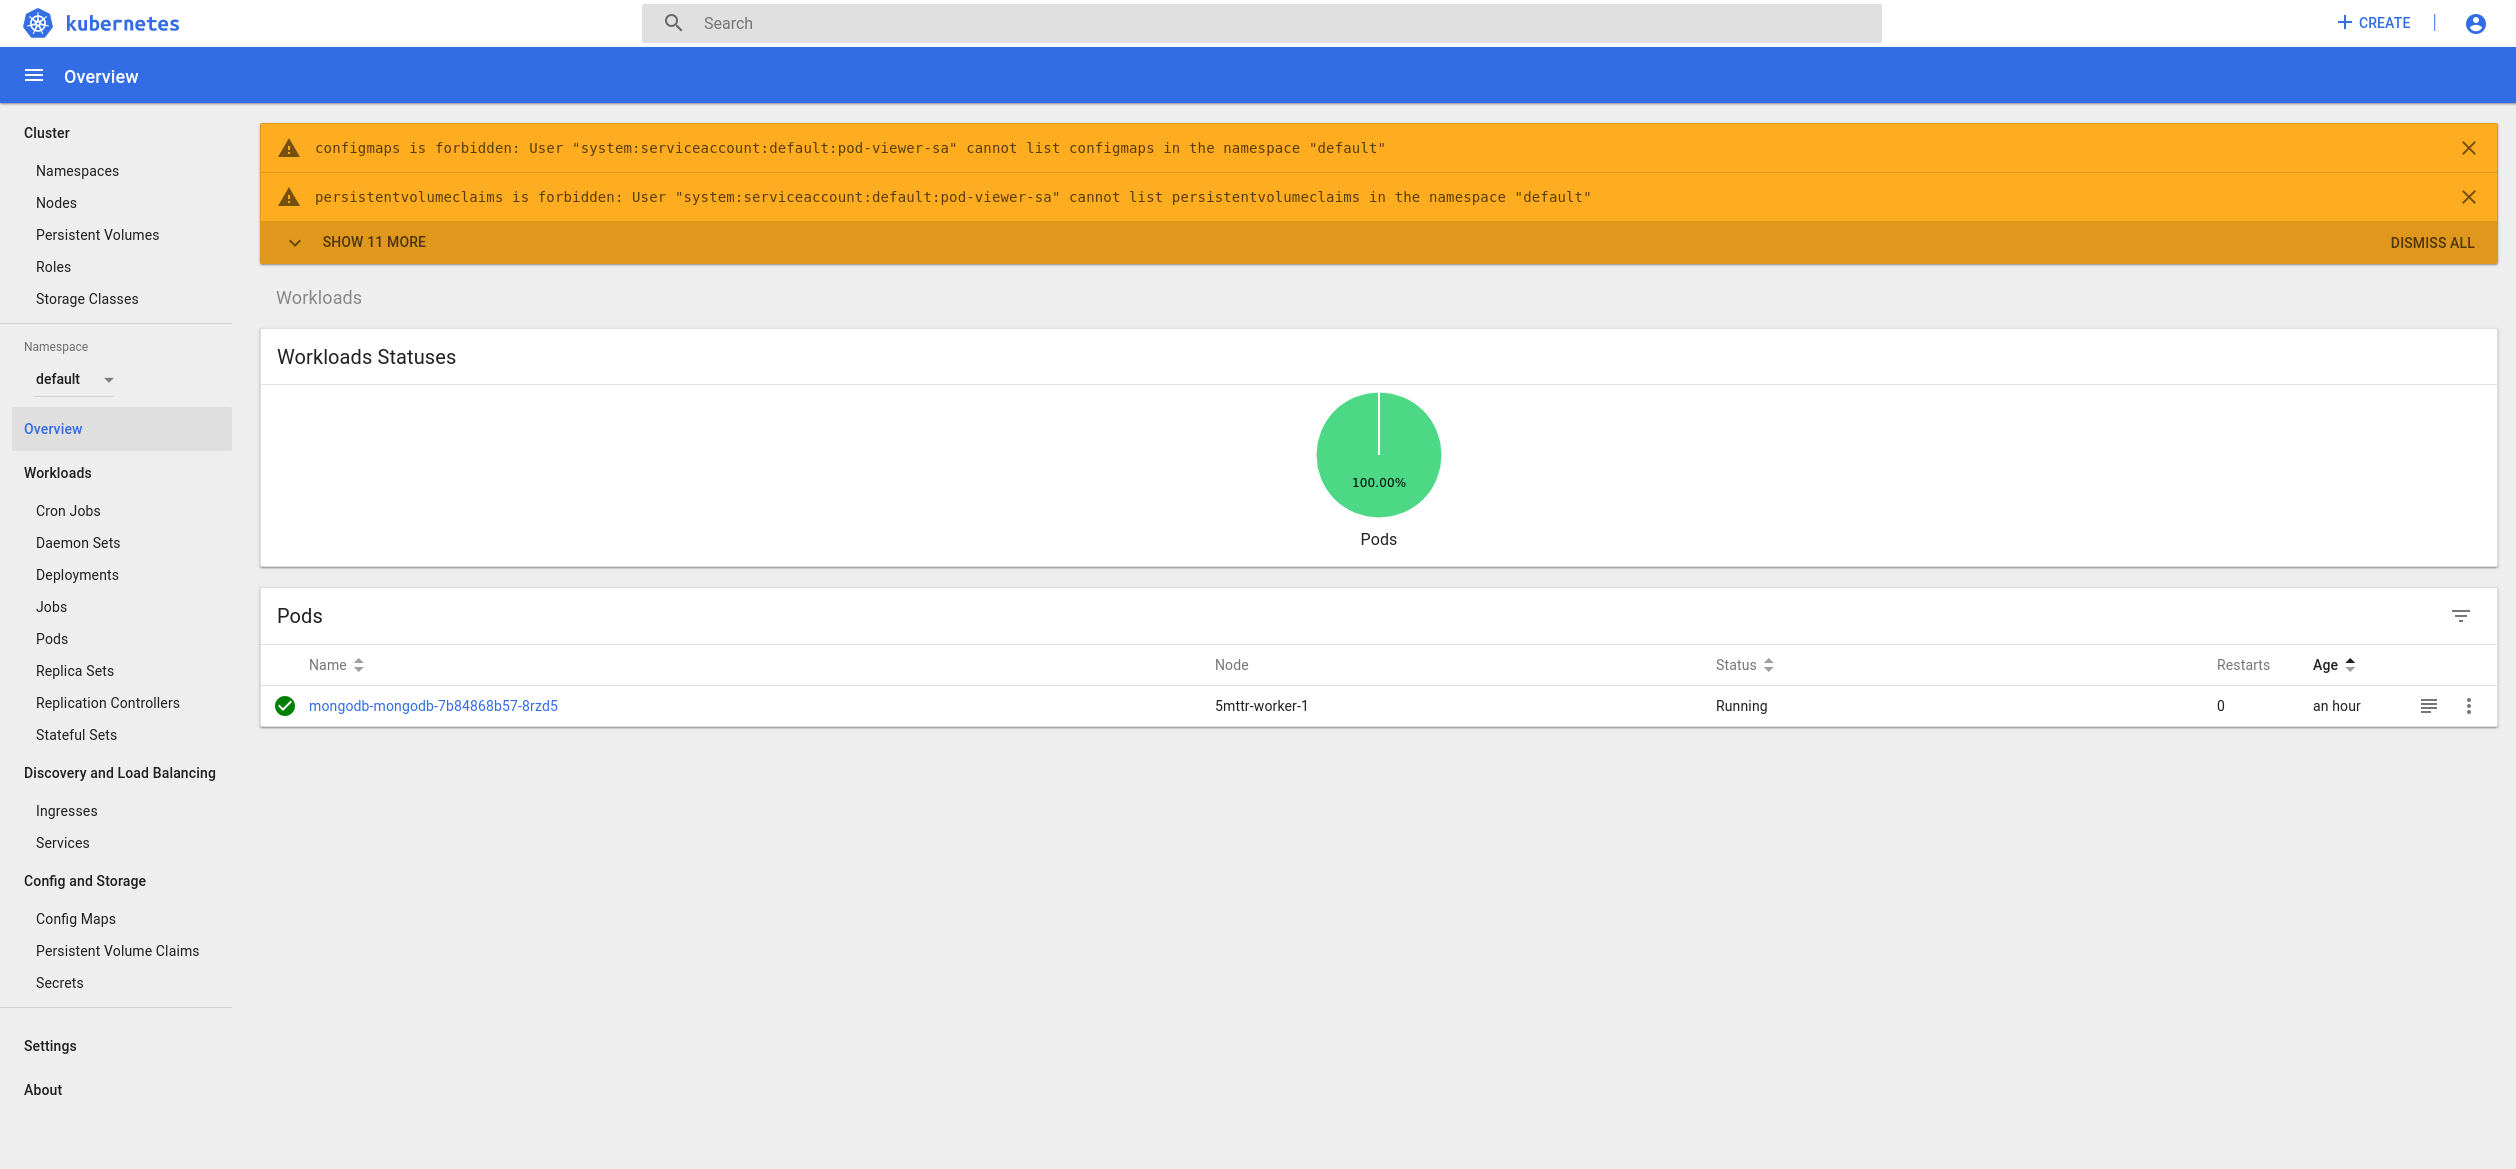 kubernetes
Search
CREATE
Overview
Cluster
Namespaces
Nodes
Persistent Volumes
Roles
Storage Classes
Namespace
default
Overview
Workloads
Cron Jobs
Daemon Sets
Deployments
Jobs
Pods
Replica Sets
Replication Controllers
Stateful Sets
Discovery and Load Balancing
Ingresses
Services
Config and Storage
Config Maps
Persistent Volume Claims
Secrets
Settings
About
configmaps is forbidden: User "system:serviceaccount:default:pod-viewer-sa" cannot list configmaps in the namespace "default"
persistentvolumeclaims is forbidden: User "system:serviceaccount:default:pod-viewer-sa" cannot list persistentvolumeclaims in the namespace "default"
SHOW 11 MORE DISMISS ALL
Workloads
Workloads Statuses
100.00%
Pods
Pods
Name Node Status Restarts Age
mongodb-mongodb-7b84868b57-8rzd5 5mttr-worker-1 Running 0 an hour